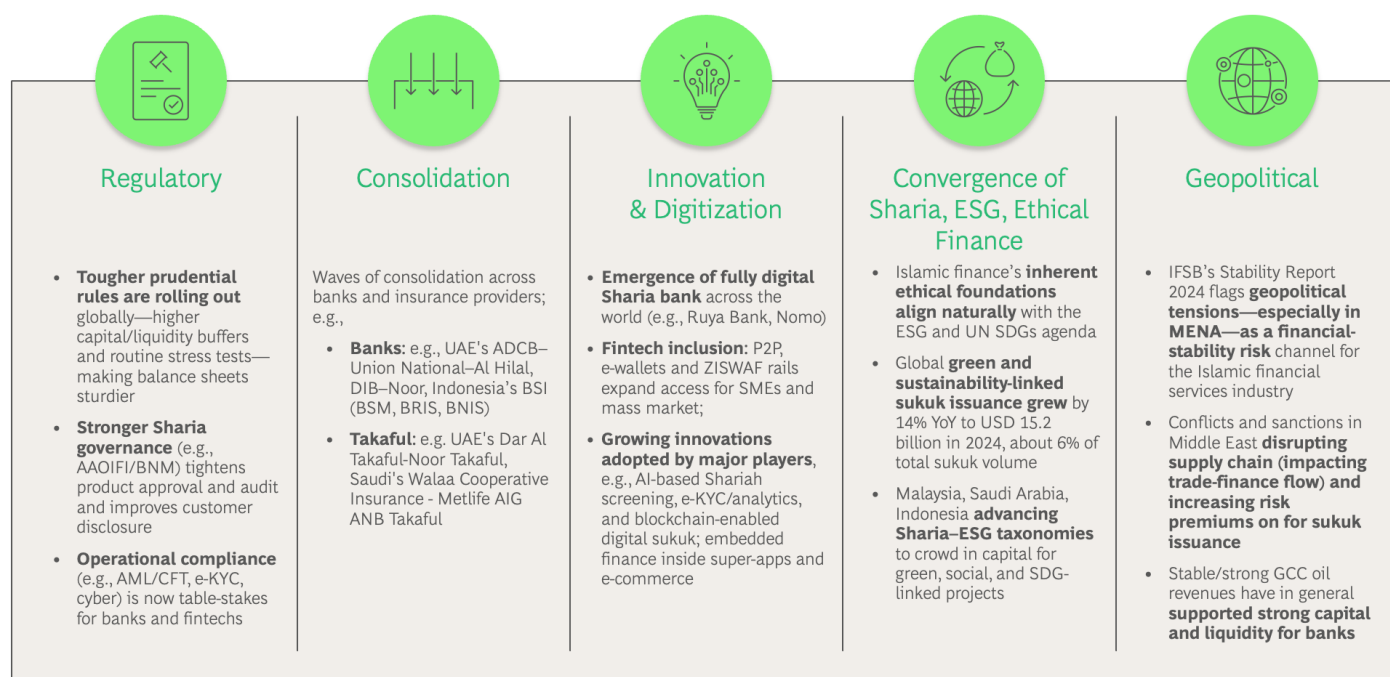 Regulatory
• Tougher prudential
rules are rolling out
globally—higher
capital/liquidity buffers
and routine stress tests—
making balance sheets
sturdier
• Stronger Sharia
governance (e.g.,
AAOIFI/BNM) tightens
product approval and audit
and improves customer
disclosure
• Operational compliance
(e.g., AML/CFT, e-KYC,
cyber) is now table-stakes
for banks and fintechs
Consolidation
Waves of consolidation across
banks and insurance providers;
e.g.,
• Banks: e.g., UAE's ADCB–
Union National–Al Hilal,
DIB–Noor, Indonesia's BSI
(BSM, BRIS, BNIS)
• Takaful: e.g. UAE's Dar Al
Takaful-Noor Takaful,
Saudi's Walaa Cooperative
Insurance - Metlife AIG
ANB Takaful
Innovation
& Digitization
• Emergence of fully digital
Sharia bank across the
world (e.g., Ruya Bank, Nomo)
• Fintech inclusion: P2P,
e-wallets and ZISWAF rails
expand access for SMEs and
mass market;
• Growing innovations
adopted by major players,
e.g., AI-based Shariah
screening, e-KYC/analytics,
and blockchain-enabled
digital sukuk; embedded
finance inside super-apps and
e-commerce
Convergence of
Sharia, ESG, Ethical
Finance
• Islamic finance's inherent
ethical foundations
align naturally with the
ESG and UN SDGs agenda
• Global green and
sustainability-linked
sukuk issuance grew by
14% YoY to USD 15.2
billion in 2024, about 6% of
total sukuk volume
• Malaysia, Saudi Arabia,
Indonesia advancing
Sharia–ESG taxonomies
to crowd in capital for
green, social, and SDG-
linked projects
Geopolitical
• IFSB's Stability Report
2024 flags geopolitical
tensions—especially in
MENA—as a financial-
stability risk channel for
the Islamic financial
services industry
• Conflicts and sanctions in
Middle East disrupting
supply chain (impacting
trade-finance flow) and
increasing risk
premiums on for sukuk
issuance
• Stable/strong GCC oil
revenues have in general
supported strong capital
and liquidity for banks